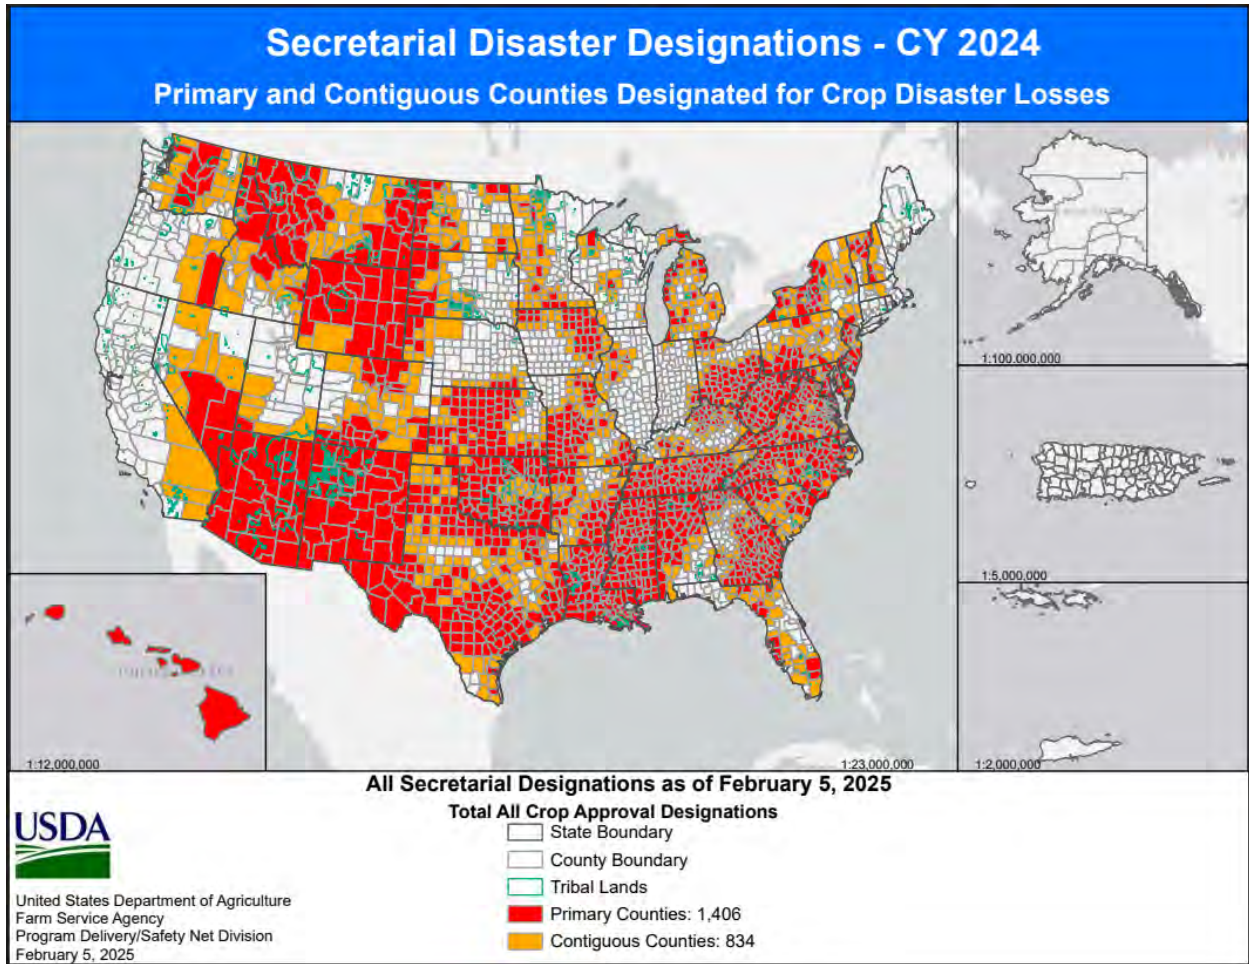 Secretarial Disaster Designations - CY 2024
Primary and Contiguous Counties Designated for Crop Disaster Losses
1:100,000,000
1:5,000,000
1:12,000,000
1:23,000,000
1:2,000,000
All Secretarial Designations as of February 5, 2025
Total All Crop Approval Designations
State Boundary
County Boundary
Tribal Lands
Primary Counties: 1,406
Contiguous Counties: 834
USDA
United States Department of Agriculture
Farm Service Agency
Program Delivery/Safety Net Division
February 5, 2025